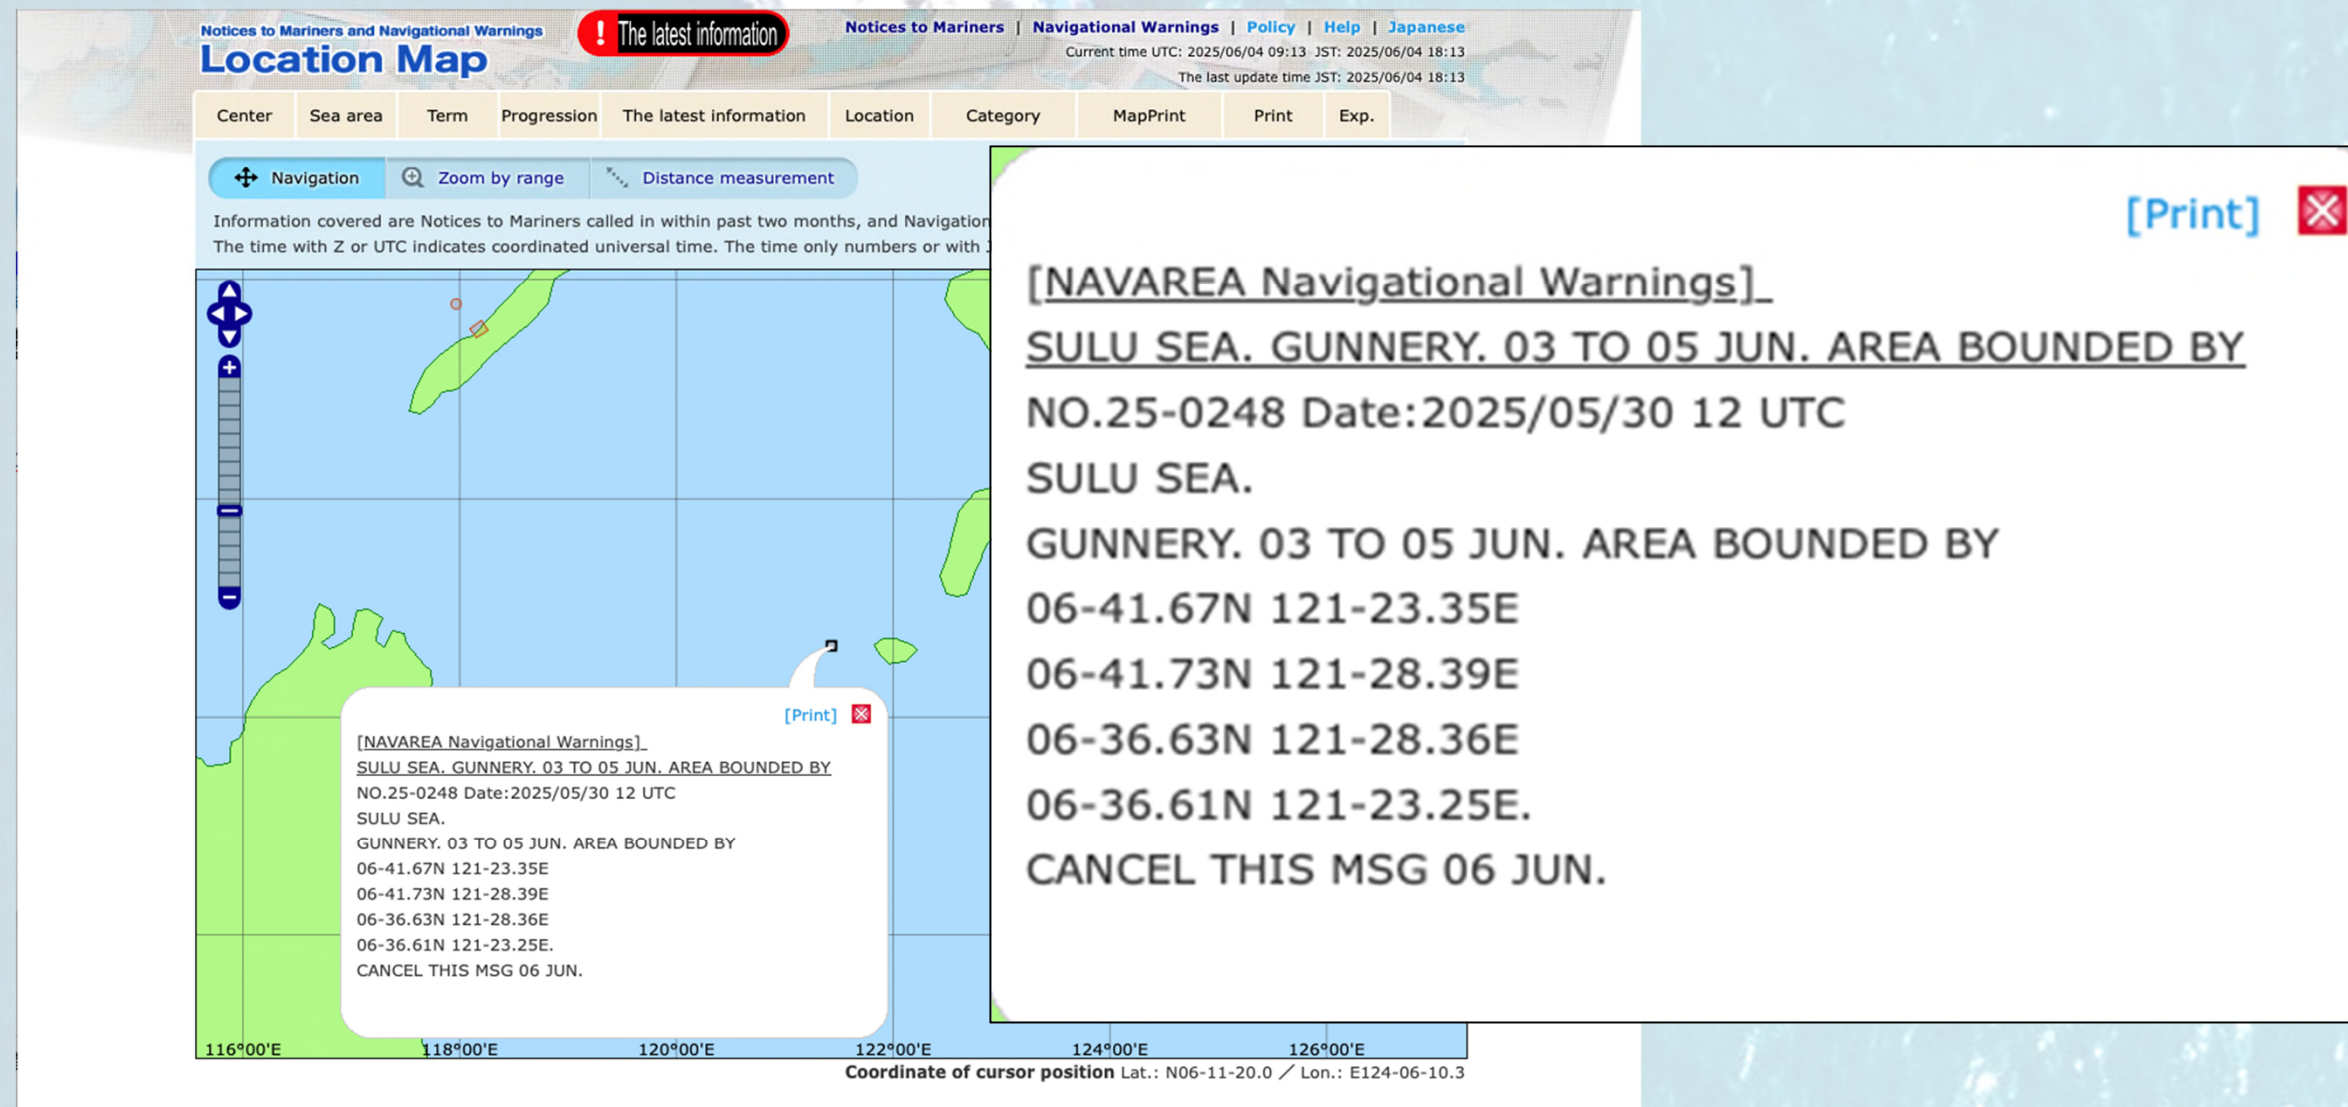 Notices to Mariners and Navigational Warnings
Location Map
! The latest information
Notices to Mariners | Navigational Warnings | Policy | Help | Japanese
Current time UTC: 2025/06/04 09:13 JST: 2025/06/04 18:13
The last update time JST: 2025/06/04 18:13
Center Sea area Term Progression The latest information Location Category MapPrint Print Exp.
Navigation Zoom by range Distance measurement
Information covered are Notices to Mariners called in within past two months, and Navigation
The time with Z or UTC indicates coordinated universal time. The time only numbers or with
[Print]
[NAVAREA Navigational Warnings]
SULU SEA. GUNNERY. 03 TO 05 JUN. AREA BOUNDED BY
NO.25-0248 Date:2025/05/30 12 UTC
SULU SEA.
GUNNERY. 03 TO 05 JUN. AREA BOUNDED BY
06-41.67N 121-23.35E
06-41.73N 121-28.39E
06-36.63N 121-28.36E
06-36.61N 121-23.25E.
CANCEL THIS MSG 06 JUN.
[Print]
[NAVAREA Navigational Warnings]
SULU SEA. GUNNERY. 03 TO 05 JUN. AREA BOUNDED BY
NO.25-0248 Date:2025/05/30 12 UTC
SULU SEA.
GUNNERY. 03 TO 05 JUN. AREA BOUNDED BY
06-41.67N 121-23.35E
06-41.73N 121-28.39E
06-36.63N 121-28.36E
06-36.61N 121-23.25E.
CANCEL THIS MSG 06 JUN.
116°00'E 118°00'E 120°00'E 122°00'E 124°00'E 126°00'E
Coordinate of cursor position Lat.: N06-11-20.0 ／ Lon.: E124-06-10.3